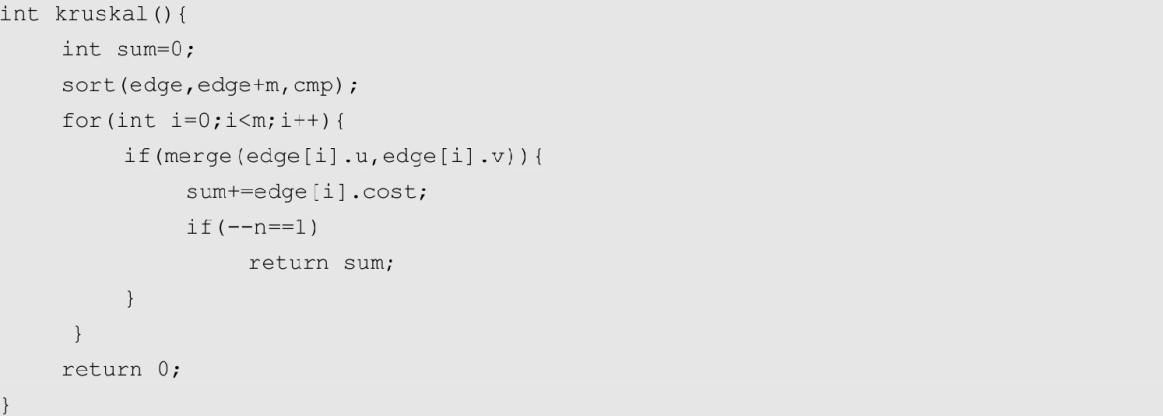 int kruskal(){
     int sum=0;
     sort(edge,edge+m,cmp);
     for(int i=0;i<m;i++){
          if(merge(edge[i].u,edge[i].v)){
               sum+=edge[i].cost;
               if(--n==1)
                    return sum;
          }
      }
     return 0;
}